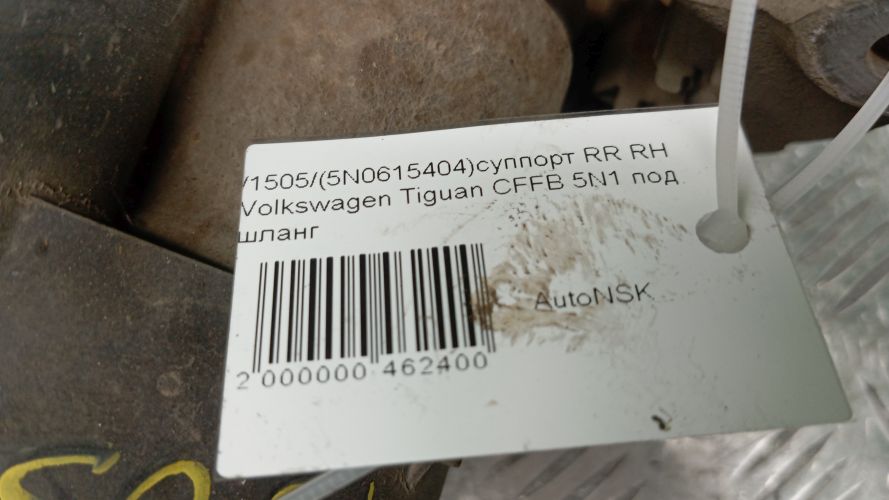 /1505/(5N0615404)суппорт RR RH
Volkswagen Tiguan CFFB 5N1 под
шланг
AutoNSK
2 000000 462400